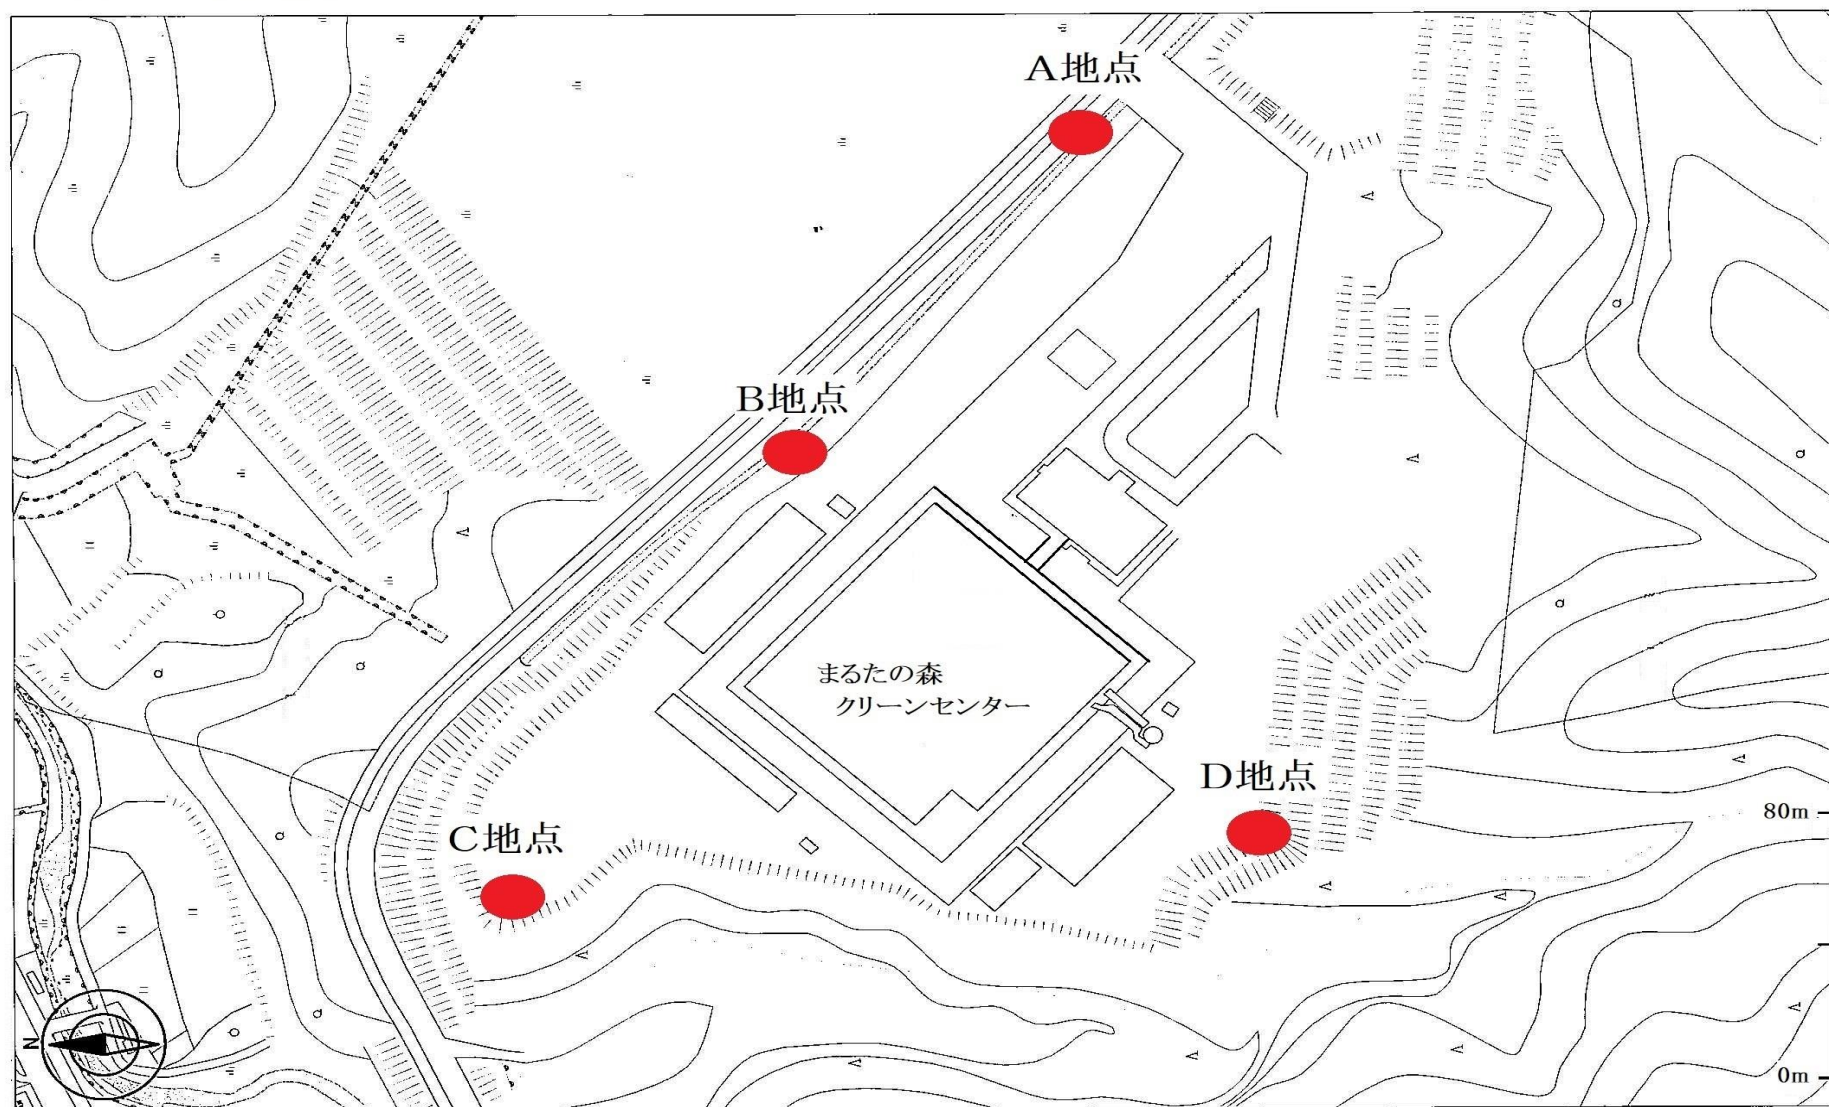 A地点
B地点
まるたの森
クリーンセンター
D地点
80m
C地点
N
0m